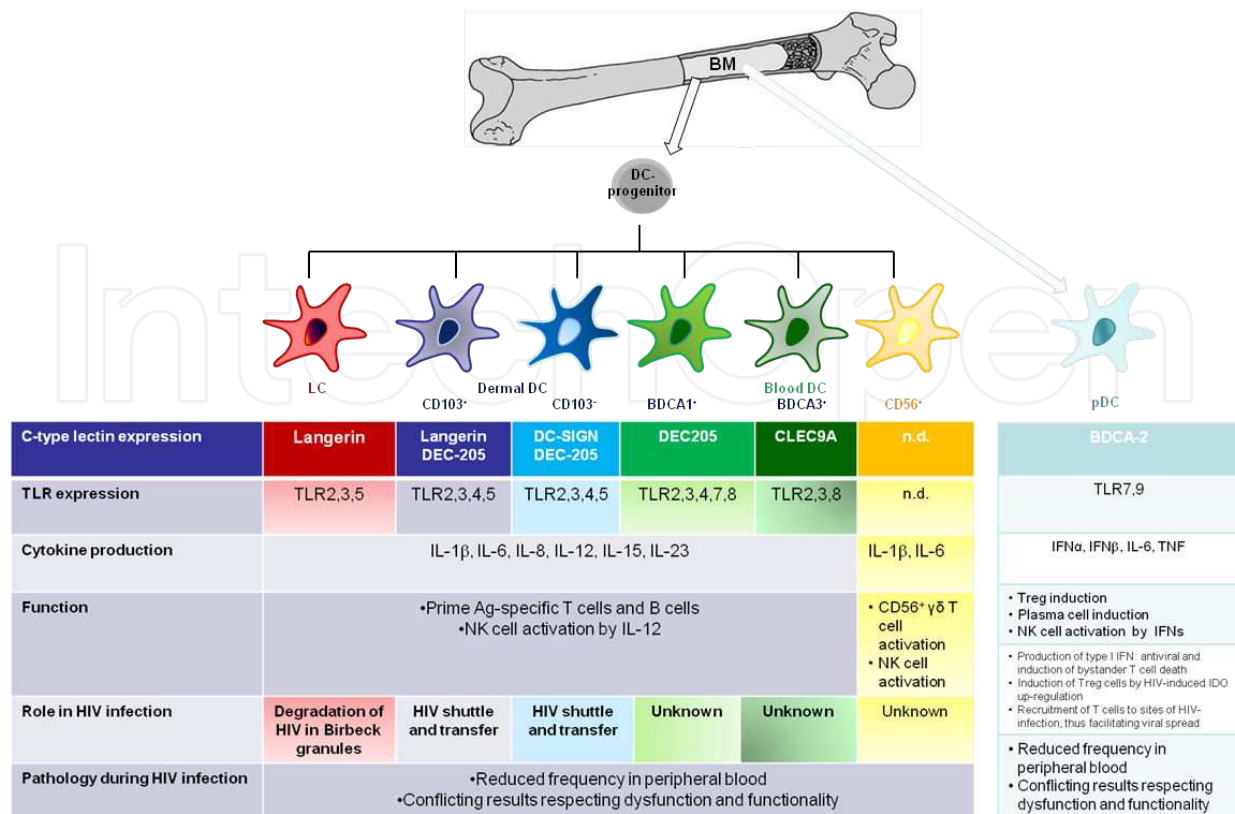 BM
DC-
progenitor
IntechOpen
LC
Dermal DC
CD103⁺
CD103⁻
Blood DC
BDCA1⁺
BDCA3⁺
CD56⁺
pDC
C-type lectin expression
Langerin
Langerin
DEC-205
DC-SIGN
DEC-205
DEC205
CLEC9A
n.d.
BDCA-2
TLR expression
TLR2,3,5
TLR2,3,4,5
TLR2,3,4,5
TLR2,3,4,7,8
TLR2,3,8
n.d.
TLR7,9
Cytokine production
IL-1β, IL-6, IL-8, IL-12, IL-15, IL-23
IL-1β, IL-6
IFNα, IFNβ, IL-6, TNF
Function
•Prime Ag-specific T cells and B cells
•NK cell activation by IL-12
• CD56⁺ γδ T
cell
activation
• NK cell
activation
• Treg induction
• Plasma cell induction
• NK cell activation by IFNs
Role in HIV infection
Degradation of
HIV in Birbeck
granules
HIV shuttle
and transfer
HIV shuttle
and transfer
Unknown
Unknown
Unknown
• Production of type I IFN: antiviral and
induction of bystander T cell death
• Induction of Treg cells by HIV-induced IDO
up-regulation
• Recruitment of T cells to sites of HIV-
infection, thus facilitating viral spread
Pathology during HIV infection
•Reduced frequency in peripheral blood
•Conflicting results respecting dysfunction and functionality
• Reduced frequency in
peripheral blood
• Conflicting results respecting
dysfunction and functionality